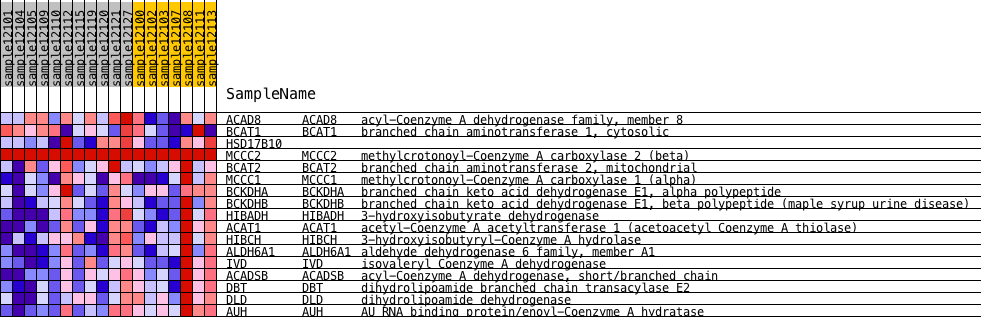 sample12101
sample12104
sample12105
sample12109
sample12110
sample12112
sample12115
sample12119
sample12120
sample12121
sample12127
sample12100
sample12102
sample12103
sample12107
sample12108
sample12111
sample12113
SampleName
ACAD8 ACAD8 acyl-Coenzyme A dehydrogenase family, member 8
BCAT1 BCAT1 branched chain aminotransferase 1, cytosolic
HSD17B10
MCCC2 MCCC2 methylcrotonoyl-Coenzyme A carboxylase 2 (beta)
BCAT2 BCAT2 branched chain aminotransferase 2, mitochondrial
MCCC1 MCCC1 methylcrotonoyl-Coenzyme A carboxylase 1 (alpha)
BCKDHA BCKDHA branched chain keto acid dehydrogenase E1, alpha polypeptide
BCKDHB BCKDHB branched chain keto acid dehydrogenase E1, beta polypeptide (maple syrup urine disease)
HIBADH HIBADH 3-hydroxyisobutyrate dehydrogenase
ACAT1 ACAT1 acetyl-Coenzyme A acetyltransferase 1 (acetoacetyl Coenzyme A thiolase)
HIBCH HIBCH 3-hydroxyisobutyryl-Coenzyme A hydrolase
ALDH6A1 ALDH6A1 aldehyde dehydrogenase 6 family, member A1
IVD IVD isovaleryl Coenzyme A dehydrogenase
ACADSB ACADSB acyl-Coenzyme A dehydrogenase, short/branched chain
DBT DBT dihydrolipoamide branched chain transacylase E2
DLD DLD dihydrolipoamide dehydrogenase
AUH AUH AU RNA binding protein/enoyl-Coenzyme A hydratase